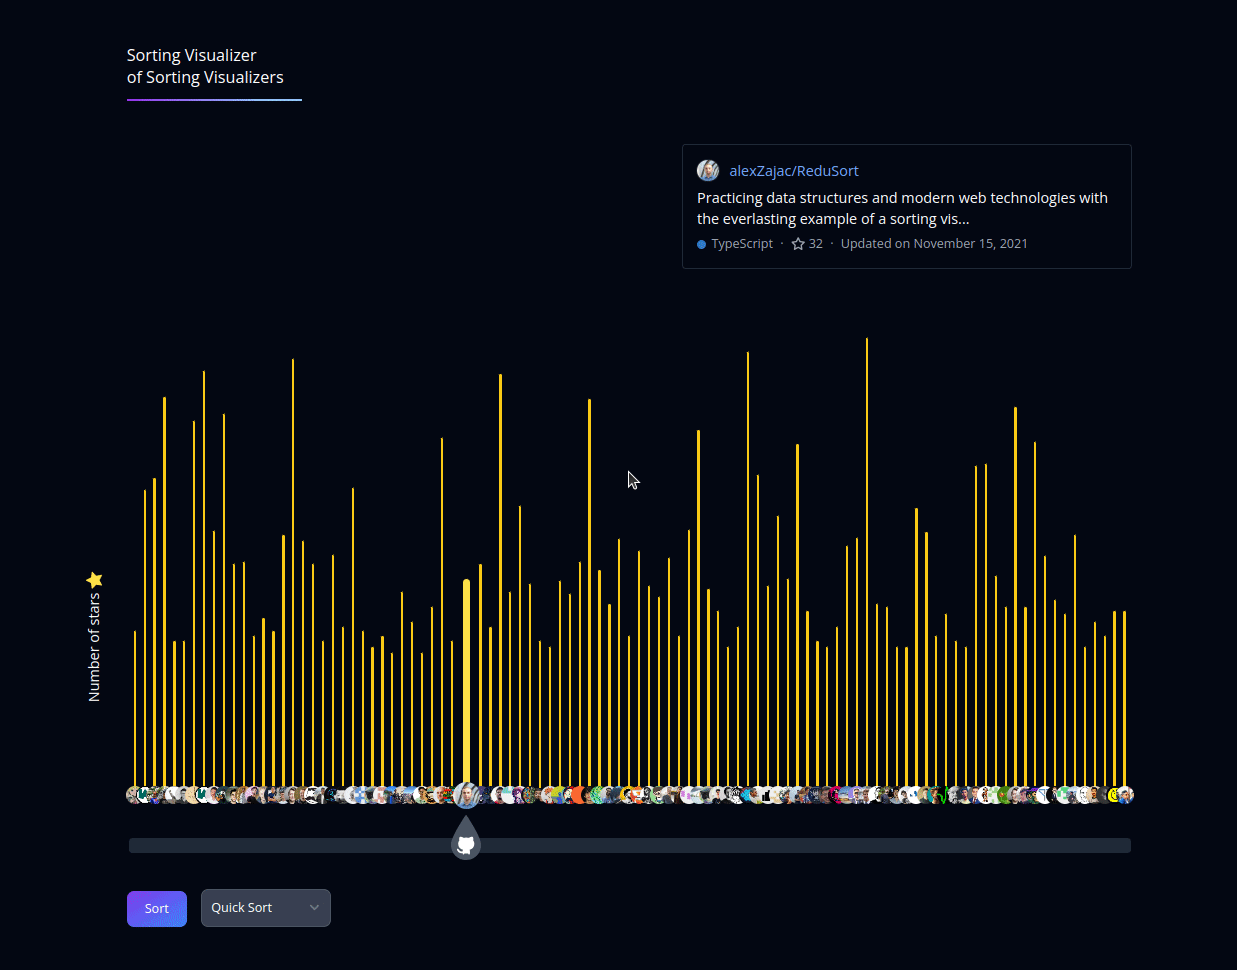 Sorting Visualizer
of Sorting Visualizers
alexZajac/ReduSort
Practicing data structures and modern web technologies with
the everlasting example of a sorting vis...
TypeScript · 32 · Updated on November 15, 2021
Number of stars
Sort
Quick Sort